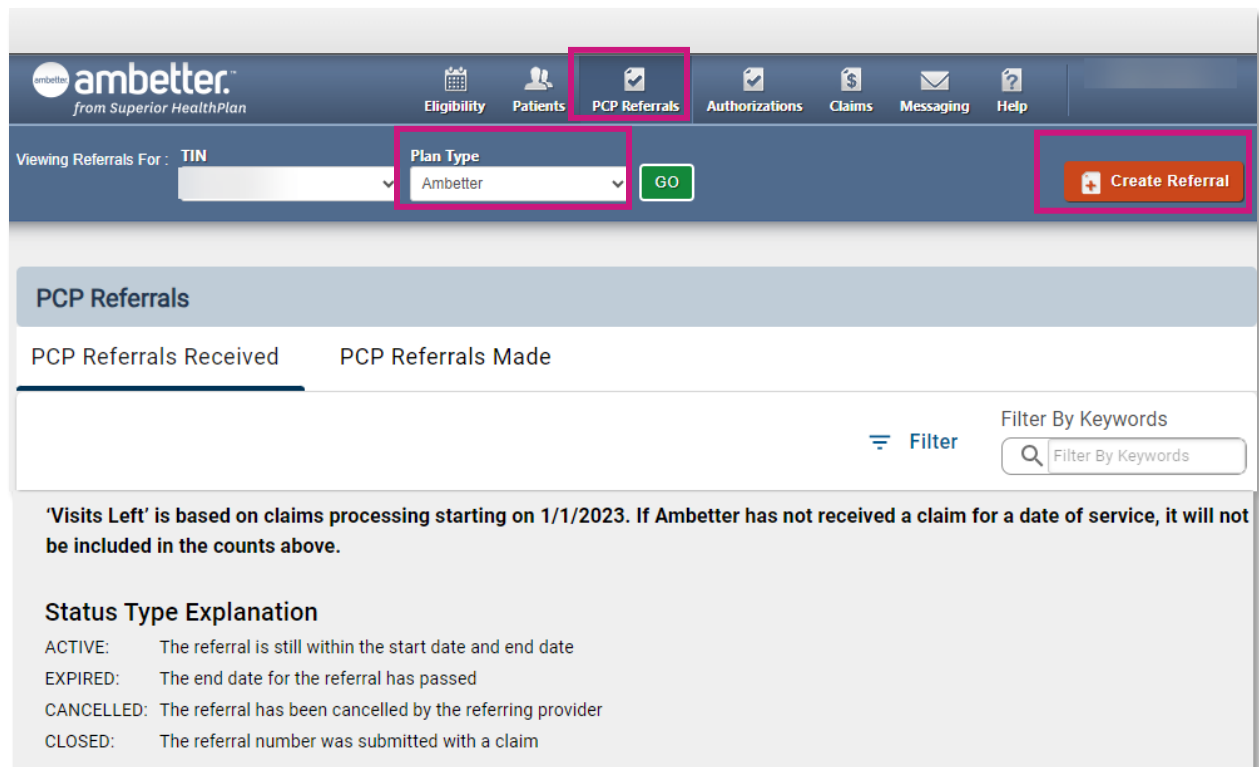 ambetter ambetter.™
from Superior HealthPlan
Eligibility Patients PCP Referrals Authorizations Claims Messaging Help
Viewing Referrals For : TIN Plan Type
Ambetter GO Create Referral
PCP Referrals
PCP Referrals Received PCP Referrals Made
Filter By Keywords
Filter Filter By Keywords
‘Visits Left’ is based on claims processing starting on 1/1/2023. If Ambetter has not received a claim for a date of service, it will not
be included in the counts above.
Status Type Explanation
ACTIVE: The referral is still within the start date and end date
EXPIRED: The end date for the referral has passed
CANCELLED: The referral has been cancelled by the referring provider
CLOSED: The referral number was submitted with a claim